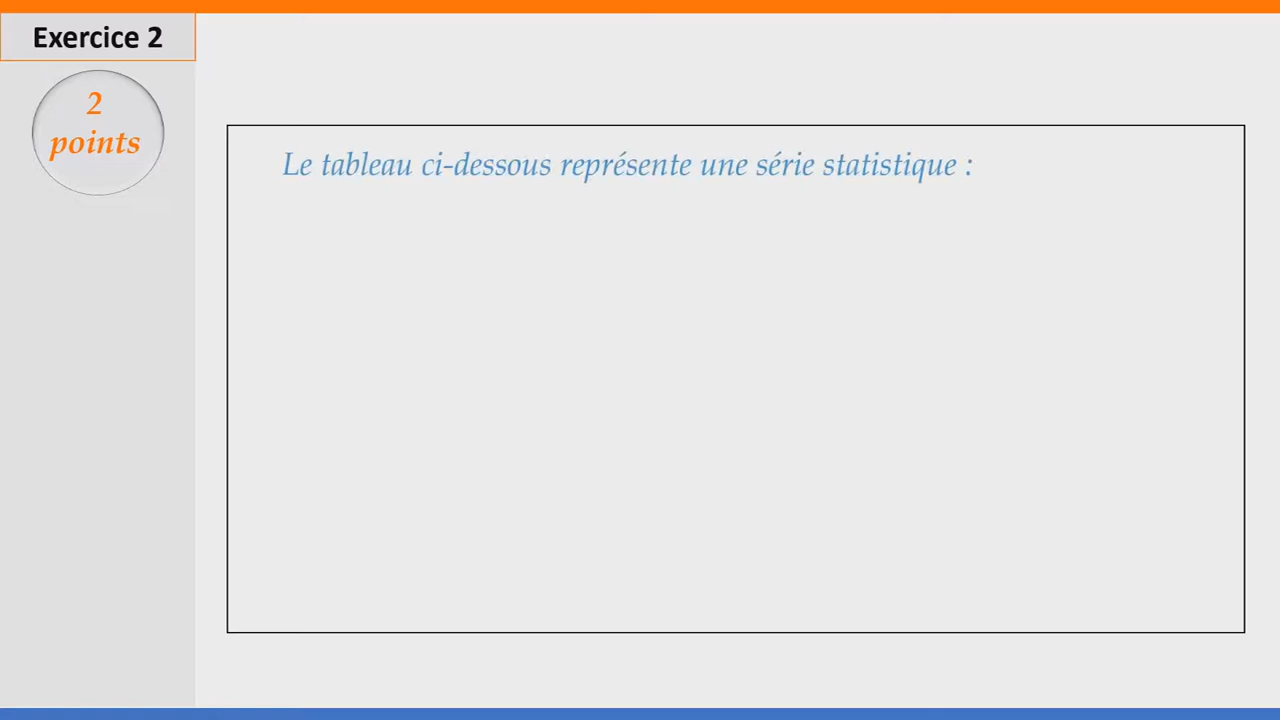 Exercice 2
2
points
Le tableau ci-dessous représente une série statistique :